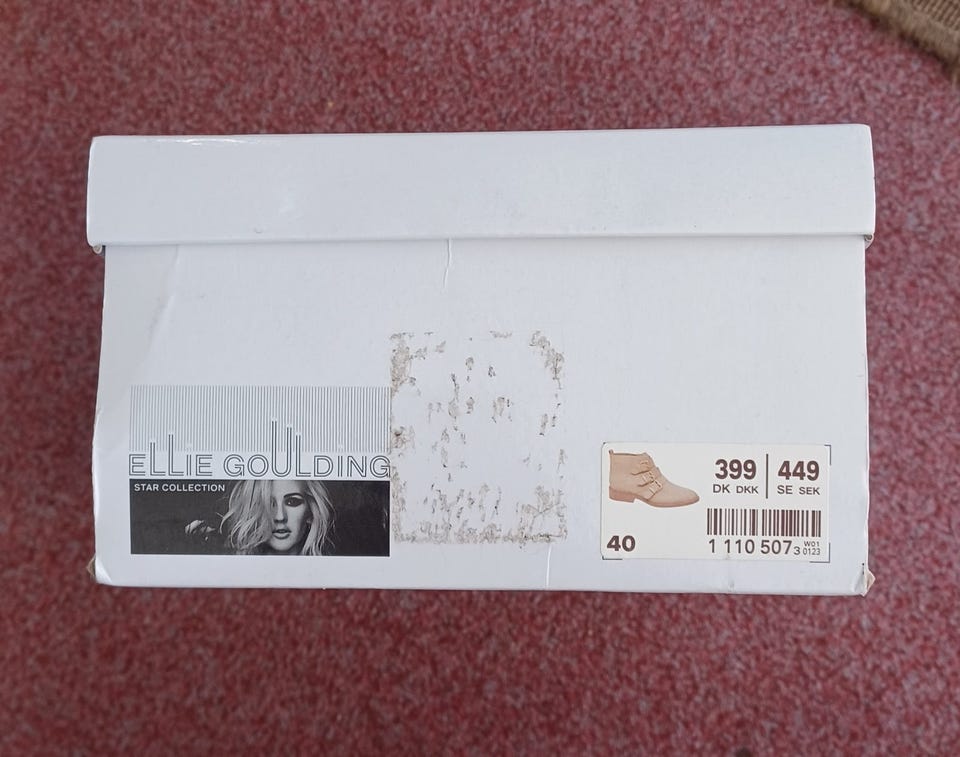 ELLIE GOULDING
STAR COLLECTION
399 | 449
DK DKK SE SEK
40
1 110 507 3 W01 0123